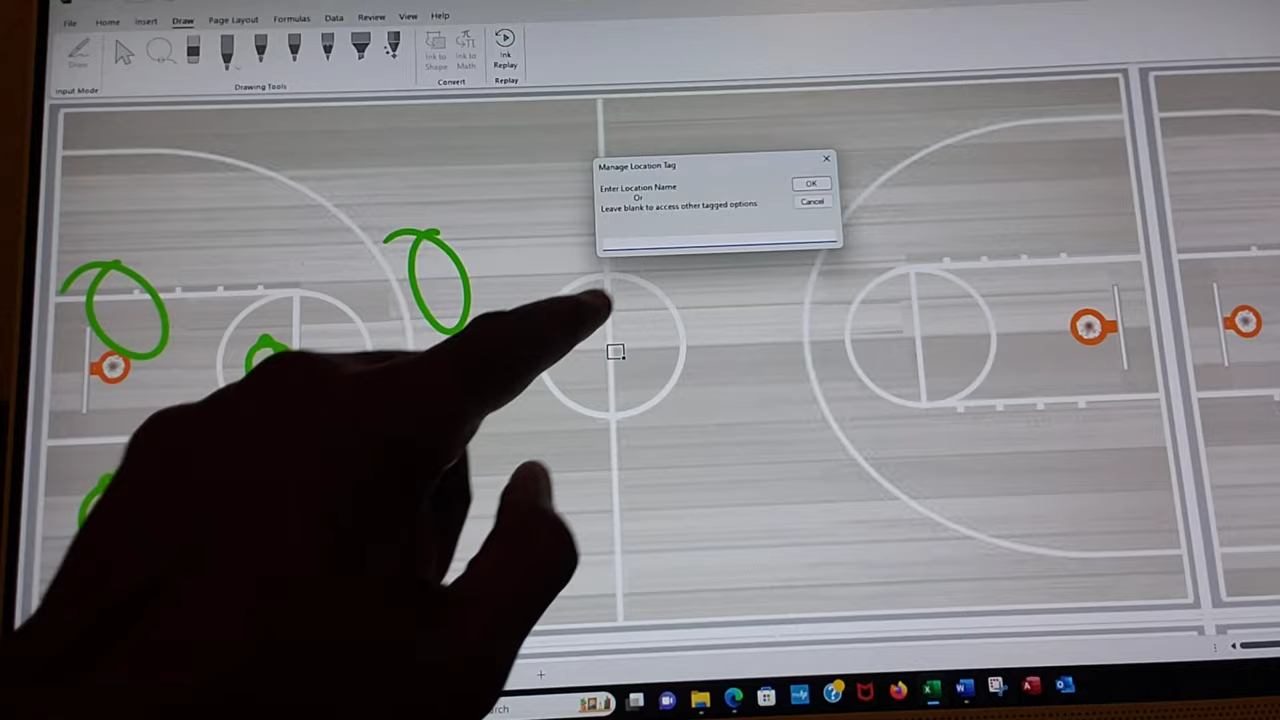 File Home Insert Draw Page Layout Formulas Data Review View Help
Draw
Ink to Shape
Ink to Math
Ink Replay
Input Mode
Drawing Tools
Convert
Replay
Manage Location Tag
Enter Location Name
Or
Leave blank to access other tagged options
OK
Cancel